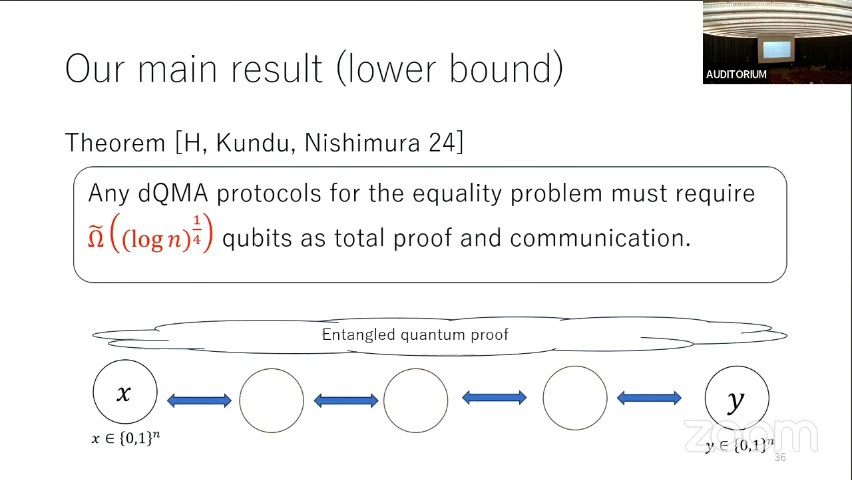 Our main result (lower bound)
AUDITORIUM
Theorem [H, Kundu, Nishimura 24]
Any dQMA protocols for the equality problem must require
Ω̃((log n)^{1/4}) qubits as total proof and communication.
Entangled quantum proof
x
y
x ∈ {0,1}ⁿ
y ∈ {0,1}ⁿ
zoom
36